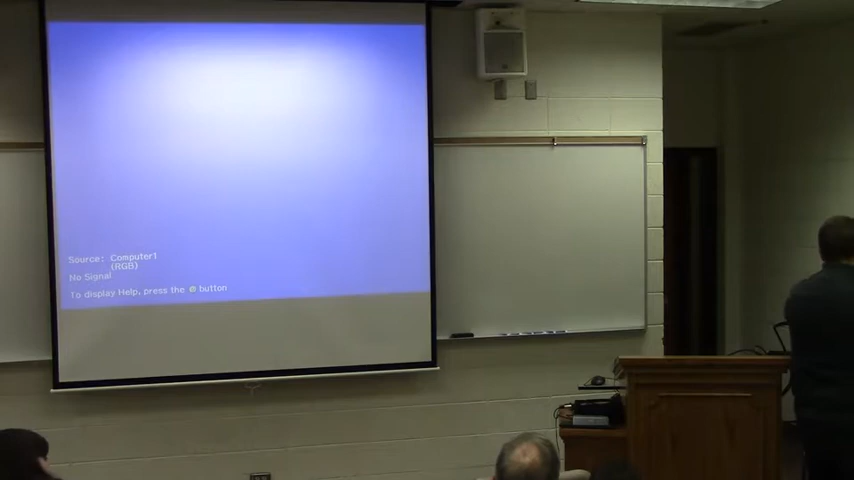 Source: Computer1
(RGB)
No Signal
To display Help, press the button